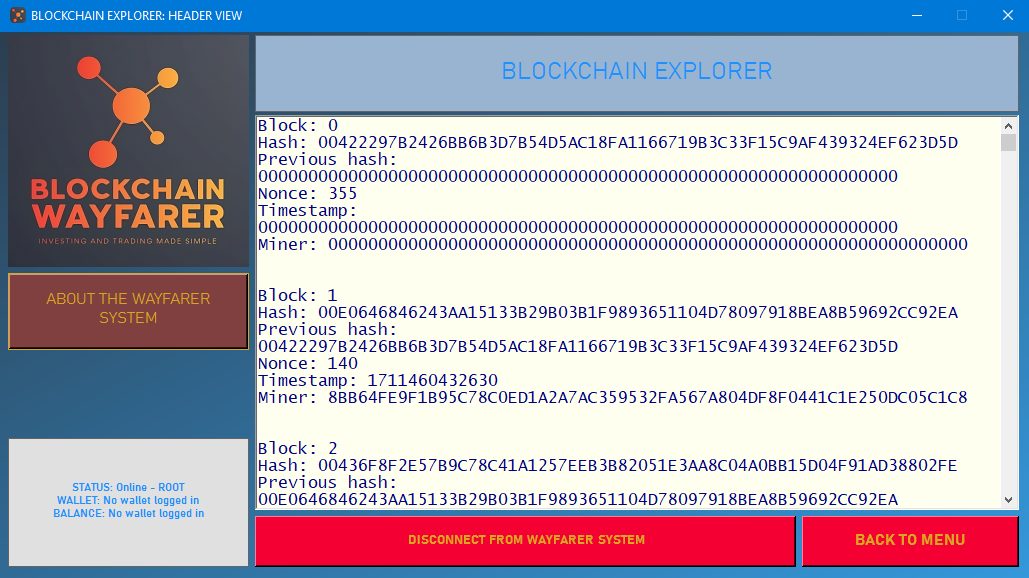 BLOCKCHAIN EXPLORER: HEADER VIEW
BLOCKCHAIN
WAYFARER
INVESTING AND TRADING MADE SIMPLE
ABOUT THE WAYFARER
SYSTEM
STATUS: Online - ROOT
WALLET: No wallet logged in
BALANCE: No wallet logged in
BLOCKCHAIN EXPLORER
Block: 0
Hash: 00422297B2426BB6B3D7B54D5AC18FA1166719B3C33F15C9AF439324EF623D5D
Previous hash:
0000000000000000000000000000000000000000000000000000000000000000
Nonce: 355
Timestamp:
0000000000000000000000000000000000000000000000000000000000000000
Miner: 0000000000000000000000000000000000000000000000000000000000000000
Block: 1
Hash: 00E0646846243AA15133B29B03B1F9893651104D78097918BEA8B59692CC92EA
Previous hash:
00422297B2426BB6B3D7B54D5AC18FA1166719B3C33F15C9AF439324EF623D5D
Nonce: 140
Timestamp: 1711460432630
Miner: 8BB64FE9F1B95C78C0ED1A2A7AC359532FA567A804DF8F0441C1E250DC05C1C8
Block: 2
Hash: 00436F8F2E57B9C78C41A1257EEB3B82051E3AA8C04A0BB15D04F91AD38802FE
Previous hash:
00E0646846243AA15133B29B03B1F9893651104D78097918BEA8B59692CC92EA
DISCONNECT FROM WAYFARER SYSTEM
BACK TO MENU